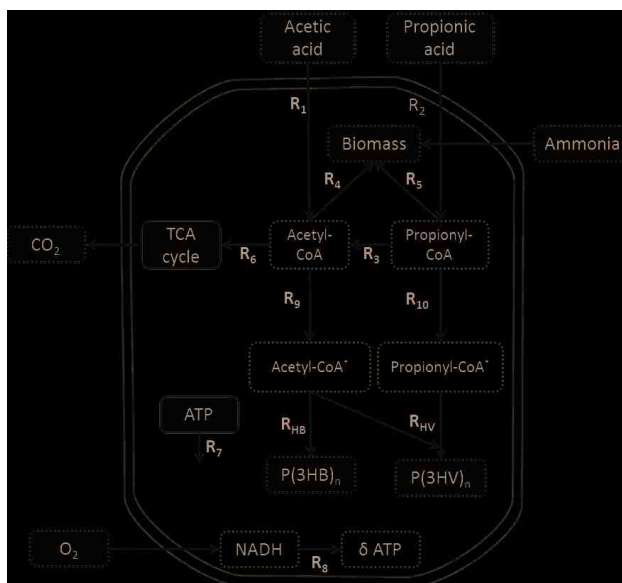 Acetic
acid
Propionic
acid
R1
R2
Biomass
Ammonia
R4
R5
CO2
TCA
cycle
R6
Acetyl-
CoA
R3
Propionyl-
CoA
R9
R10
Acetyl-CoA*
Propionyl-CoA*
ATP
R7
RHB
RHV
P(3HB)n
P(3HV)n
O2
NADH
R8
δ ATP